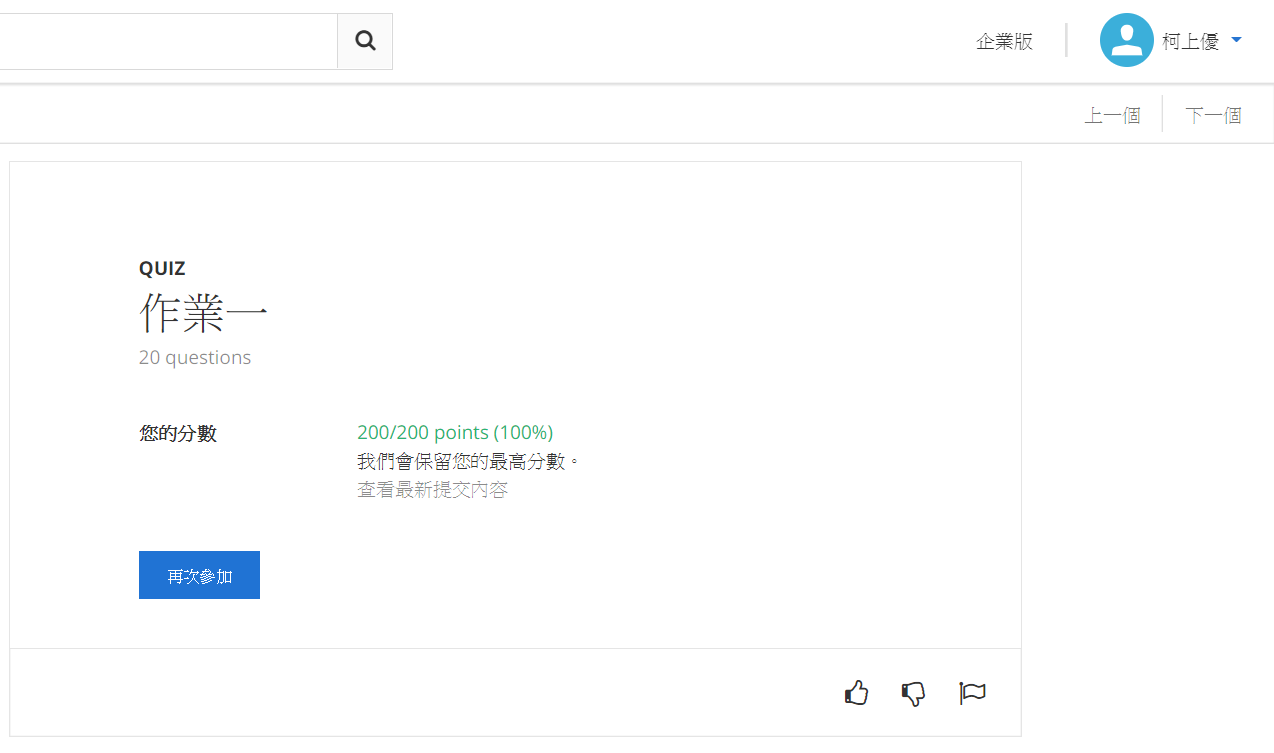 企業版
柯上優
上一個
下一個
QUIZ
作業一
20 questions
您的分數
200/200 points (100%)
我們會保留您的最高分數。
查看最新提交內容
再次參加